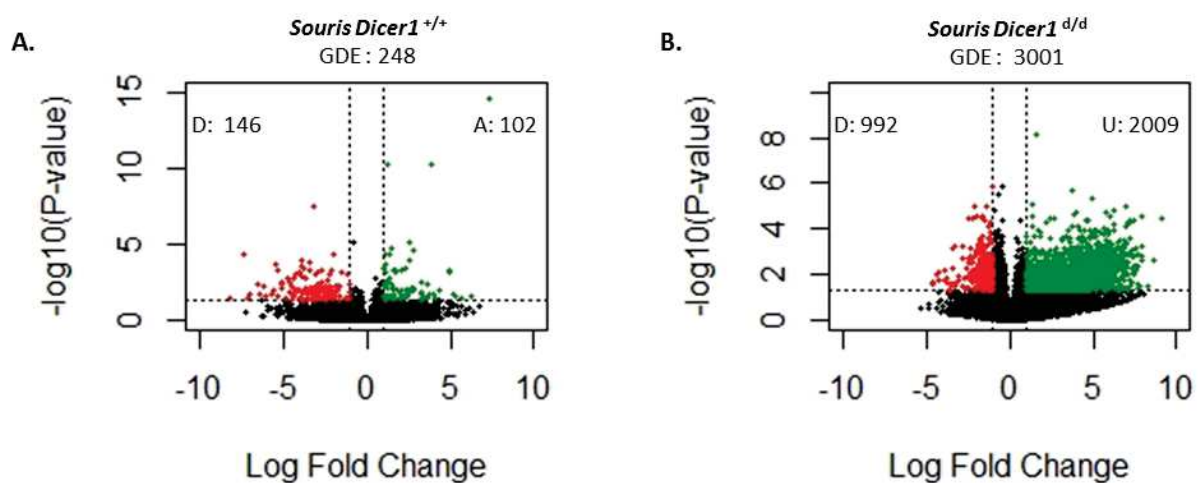 A.
Souris Dicer1 +/+
GDE : 248
D: 146
A: 102
-log10(P-value)
15
10
5
0
-10 -5 0 5 10
Log Fold Change
B.
Souris Dicer1 d/d
GDE : 3001
D: 992
U: 2009
-log10(P-value)
8
6
4
2
0
-10 -5 0 5 10
Log Fold Change